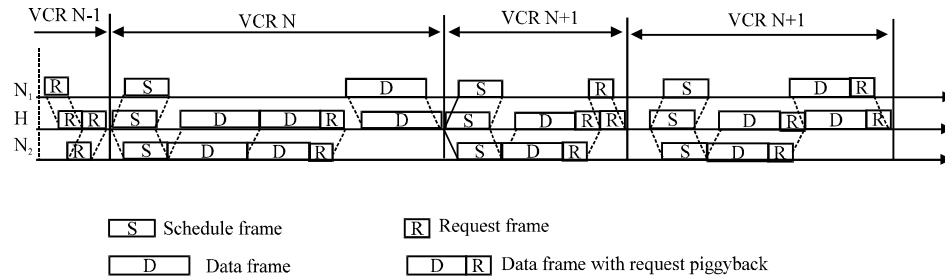 VCR N-1 VCR N VCR N+1 VCR N+1
N1 R S D S R S D R
H R R S D D R D S D R R S D R D R
N2 R S D D R S D R S D R
S Schedule frame R Request frame
D Data frame D R Data frame with request piggyback